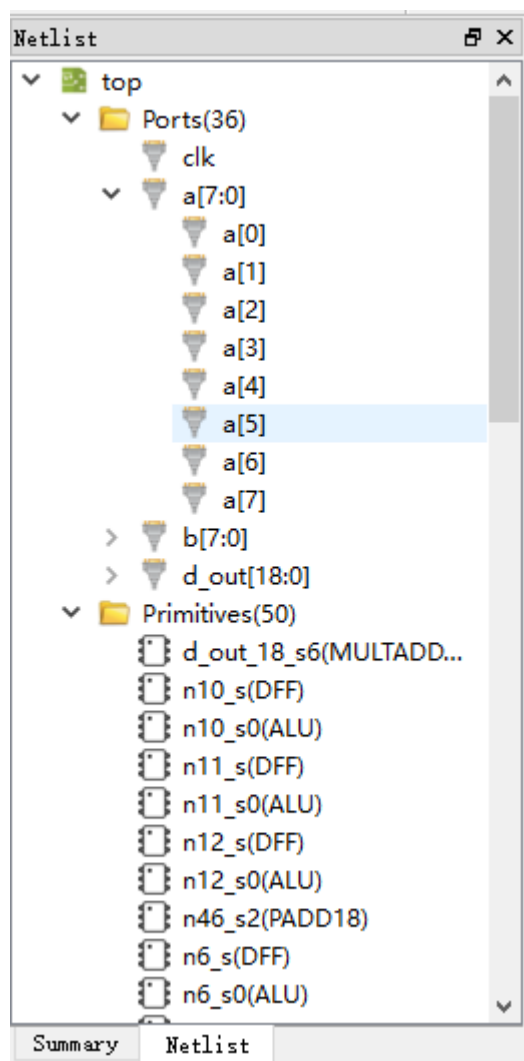 Netlist
top
Ports(36)
clk
a[7:0]
a[0]
a[1]
a[2]
a[3]
a[4]
a[5]
a[6]
a[7]
b[7:0]
d_out[18:0]
Primitives(50)
d_out_18_s6(MULTADD...
n10_s(DFF)
n10_s0(ALU)
n11_s(DFF)
n11_s0(ALU)
n12_s(DFF)
n12_s0(ALU)
n46_s2(PADD18)
n6_s(DFF)
n6_s0(ALU)
Summary Netlist